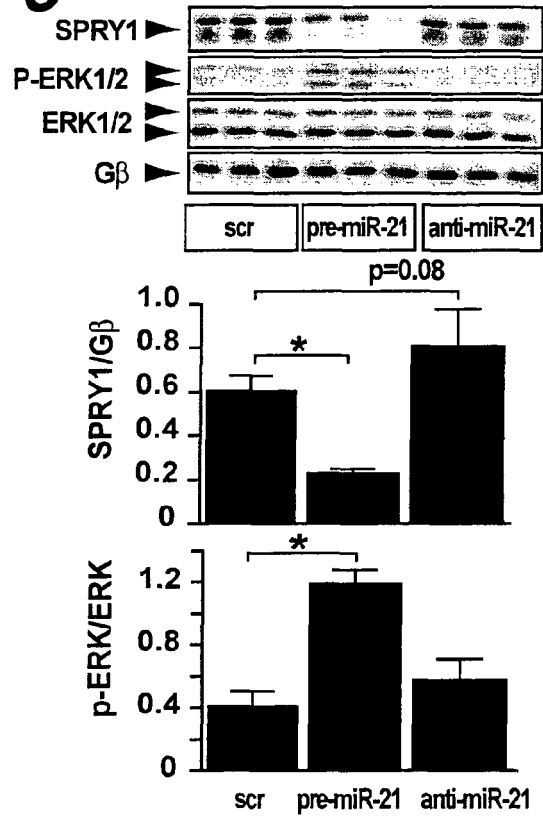 SPRY1
P-ERK1/2
ERK1/2
Gβ
scr pre-miR-21 anti-miR-21
p=0.08
*
SPRY1/Gβ
1.0
0.8
0.6
0.4
0.2
0
*
p-ERK/ERK
1.2
0.8
0.4
0
scr pre-miR-21 anti-miR-21